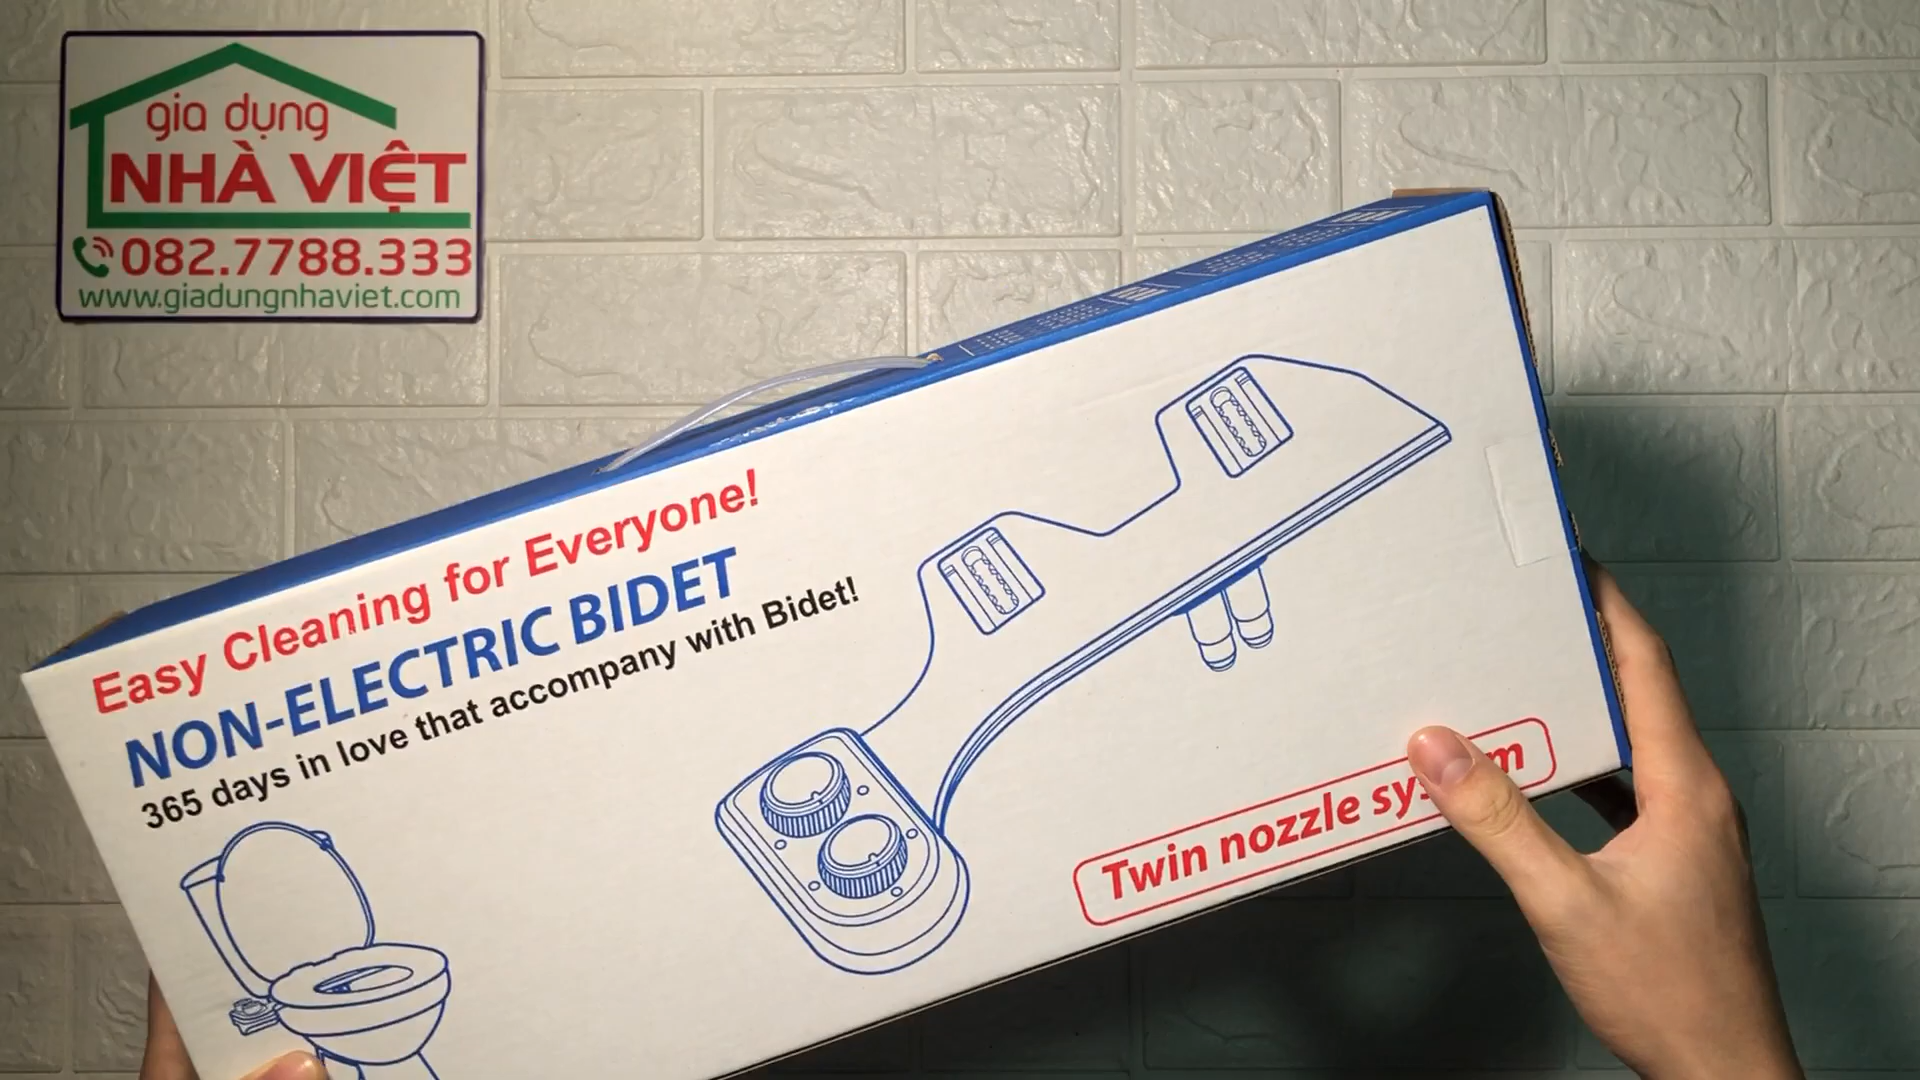 gia dụng
NHÀ VIỆT
082.7788.333
www.giadungnhaviet.com
Easy Cleaning for Everyone!
NON-ELECTRIC BIDET
365 days in love that accompany with Bidet!
Twin nozzle